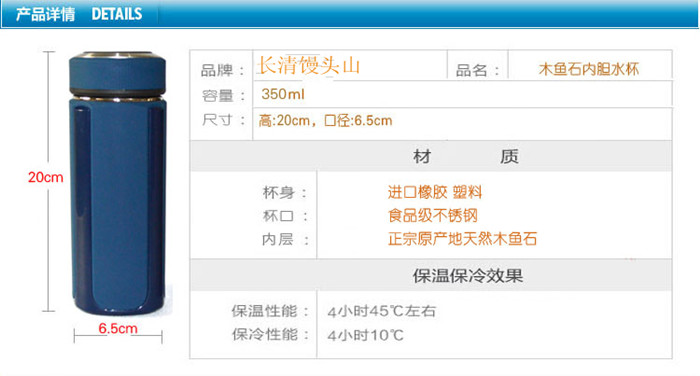 产品详情 DETAILS
品牌： 长清馒头山 品名： 木鱼石内胆水杯
容量： 350ml
尺寸： 高:20cm，口径:6.5cm
材 质
杯身： 进口橡胶 塑料
杯口： 食品级不锈钢
内层： 正宗原产地天然木鱼石
保温保冷效果
保温性能： 4小时45℃左右
保冷性能： 4小时10℃
20cm
6.5cm